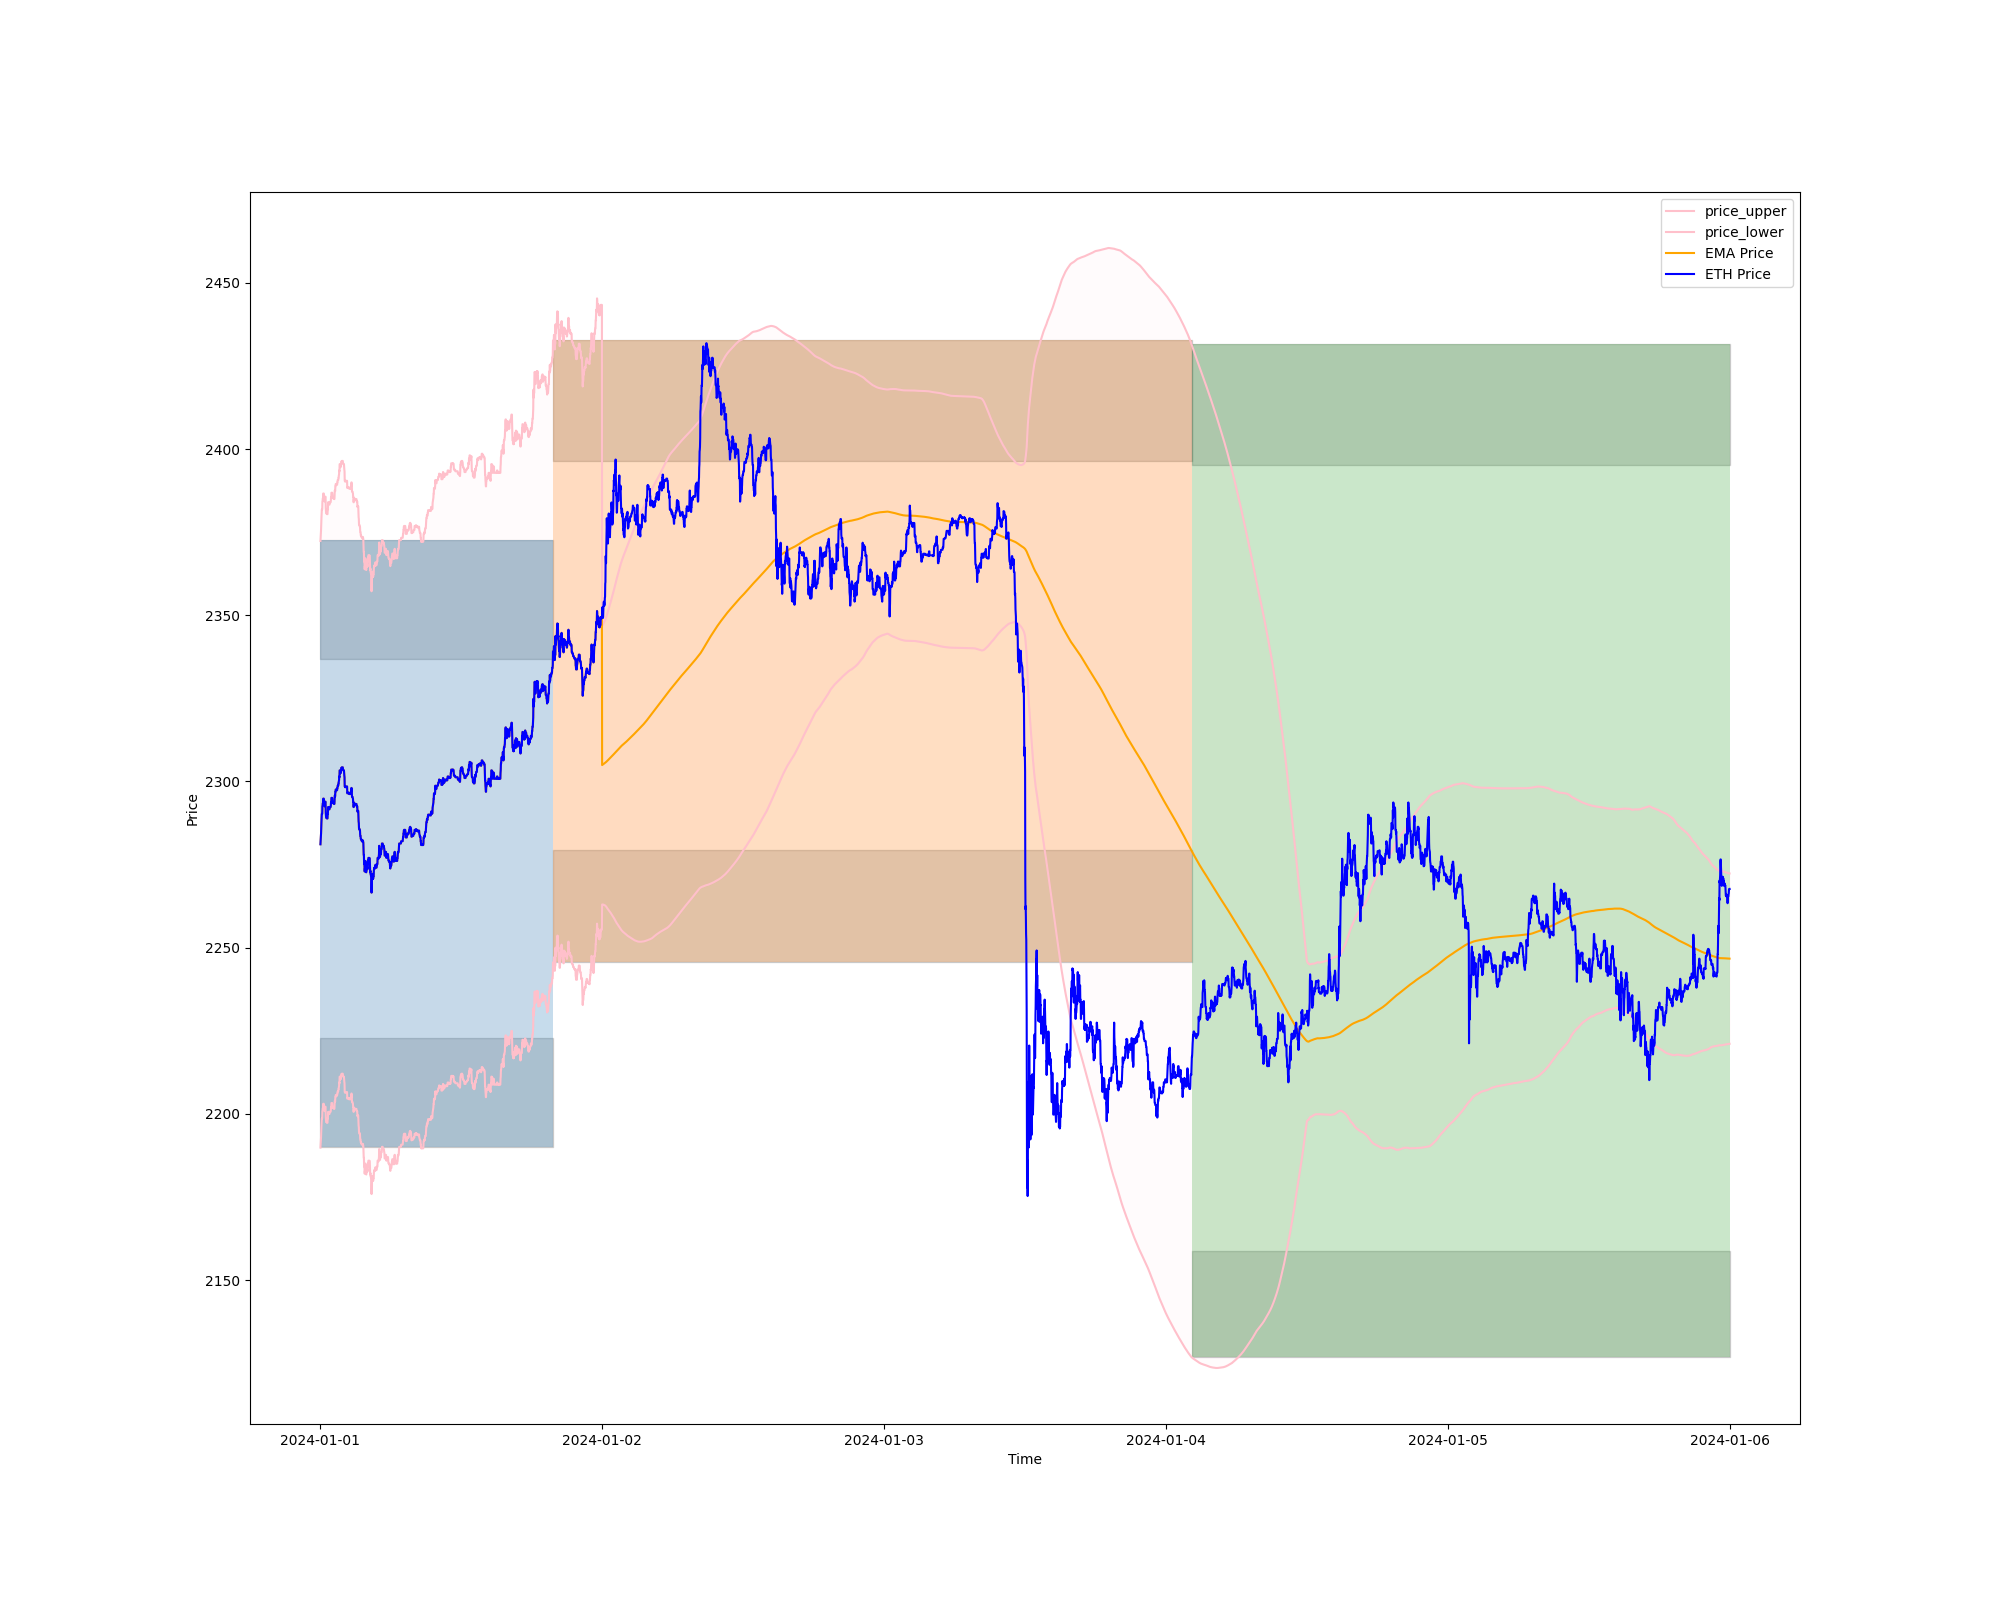 price_upper
price_lower
EMA Price
ETH Price
2450
2400
2350
2300
2250
2200
2150
Price
2024-01-01
2024-01-02
2024-01-03
2024-01-04
2024-01-05
2024-01-06
Time